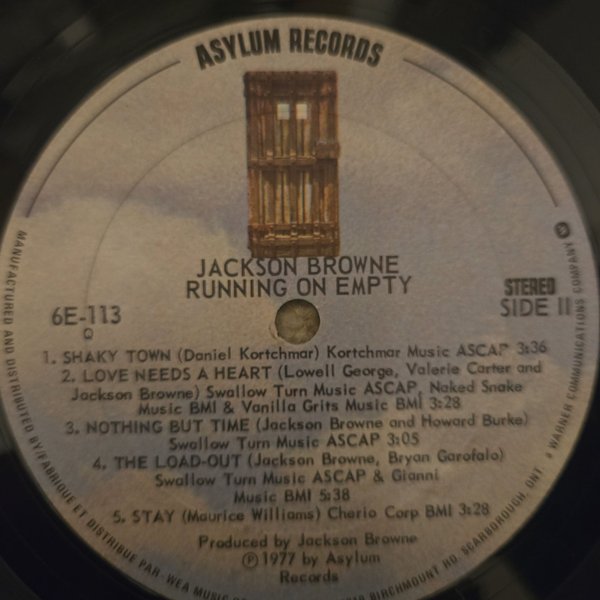 ASYLUM RECORDS
JACKSON BROWNE
RUNNING ON EMPTY
6E-113
STEREO
SIDE II
1. SHAKY TOWN (Daniel Kortchmar) Kortchmar Music ASCAP 3:36
2. LOVE NEEDS A HEART (Lowell George, Valerie Carter and
Jackson Browne) Swallow Turn Music ASCAP, Naked Snake
Music BMI & Vanilla Grits Music BMI 3:28
3. NOTHING BUT TIME (Jackson Browne and Howard Burke)
Swallow Turn Music ASCAP 3:05
4. THE LOAD-OUT (Jackson Browne, Bryan Garofalo)
Swallow Turn Music ASCAP & Gianni
Music BMI 5:38
5. STAY (Maurice Williams) Cherio Corp BMI 3:28
Produced by Jackson Browne
Ⓟ 1977 by Asylum
Records
MANUFACTURED AND DISTRIBUTED BY/FABRIQUE ET DISTRIBUE PAR - WEA MUSIC BIRCHMOUNT RD. SCARBOROUGH, ONT. A WARNER COMMUNICATIONS COMPANY